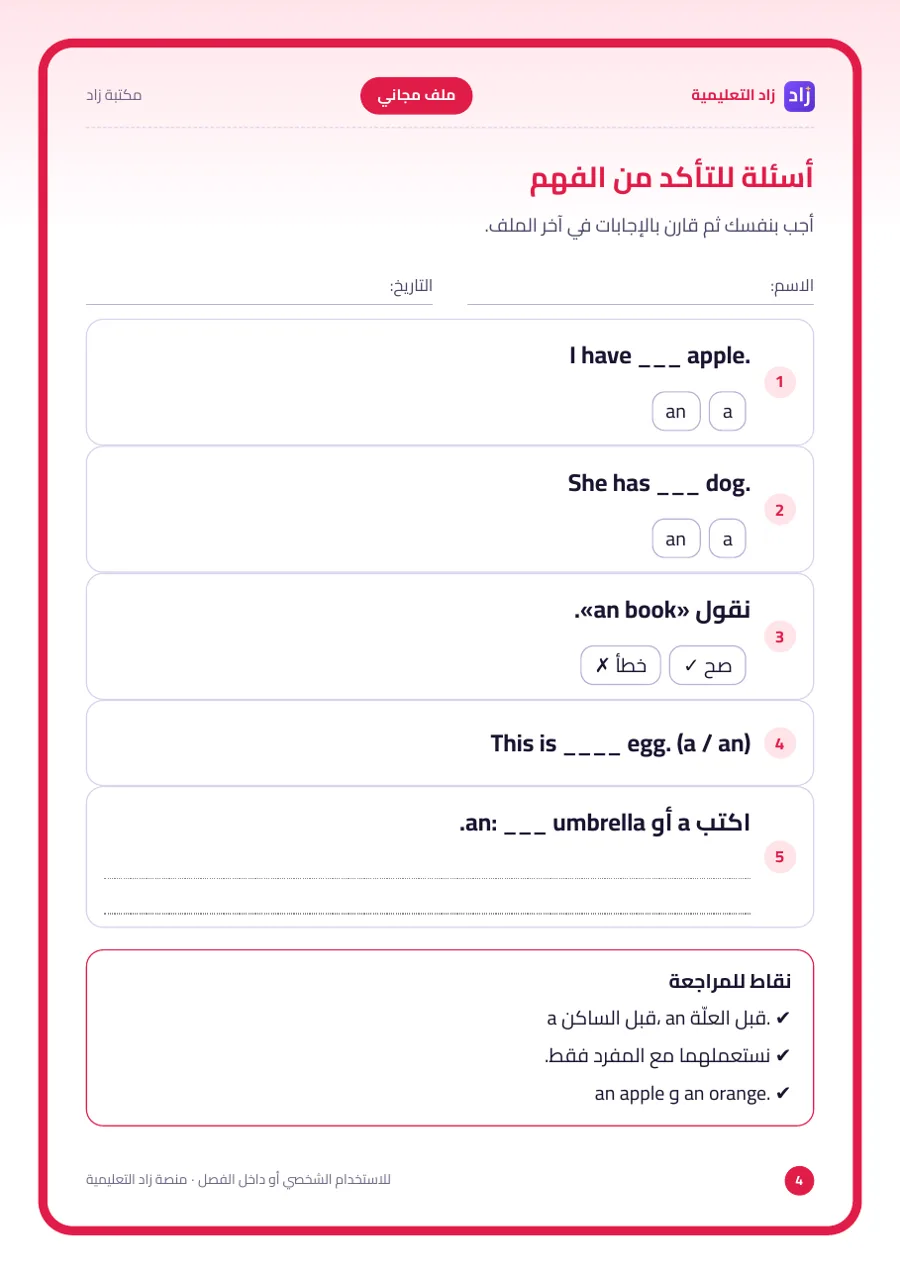 زاد زاد التعليمية
ملف مجاني
مكتبة زاد
أسئلة للتأكد من الفهم
أجب بنفسك ثم قارن بالإجابات في آخر الملف.
الاسم:
التاريخ:
1
I have ___ apple.
a
an
2
She has ___ dog.
a
an
3
نقول «an book».
صح ✓
خطأ ✗
4
This is ____ egg. (a / an)
5
اكتب a أو an: ___ umbrella.
نقاط للمراجعة
✔ .قبل العلّة an، قبل الساكن a
✔ نستعملهما مع المفرد فقط.
✔ an apple و an orange.
4
للاستخدام الشخصي أو داخل الفصل · منصة زاد التعليمية